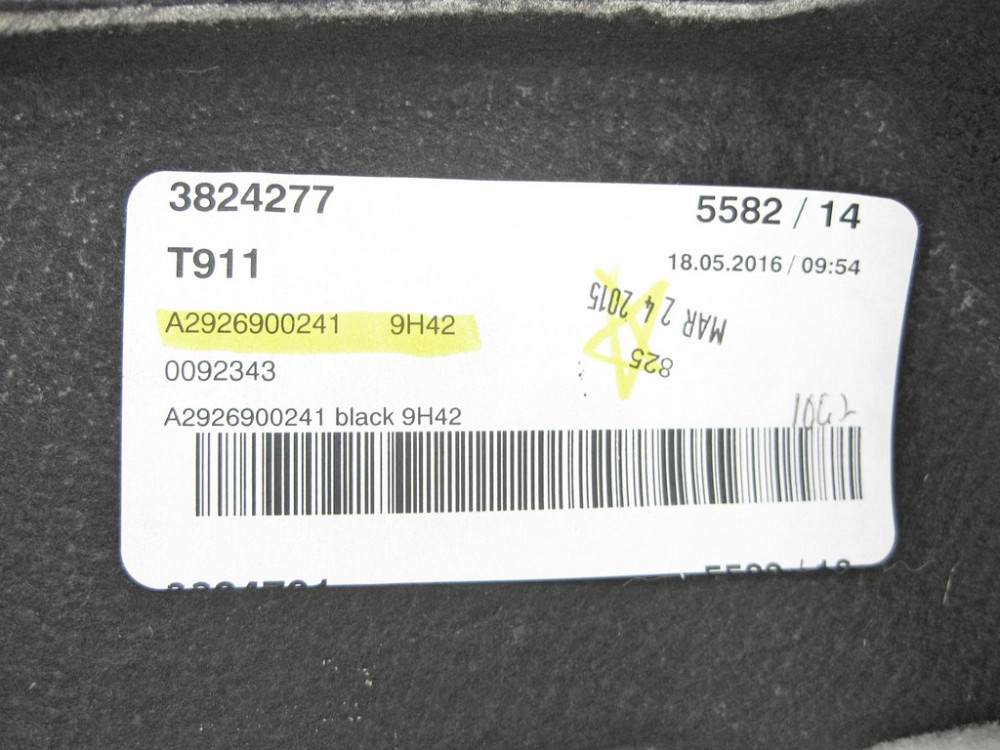 3824277
5582 / 14
T911
18.05.2016 / 09:54
MAR 24 2015
A2926900241 9H42
825
0092343
A2926900241 black 9H42